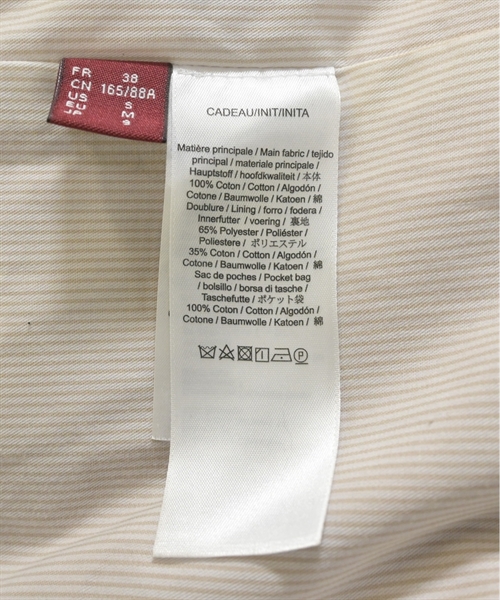 FR 38
CN 165/88A
US S
EU M
JP 9
CADEAU/INIT/INITA
Matière principale / Main fabric / tejido
principal / materiale principale /
Hauptstoff / hoofdkwaliteit / 本体
100% Coton / Cotton / Algodón /
Cotone / Baumwolle / Katoen / 綿
Doublure / Lining / forro / fodera /
Innerfutter / voering / 裏地
65% Polyester / Poliéster /
Poliestere / ポリエステル
35% Coton / Cotton / Algodón /
Cotone / Baumwolle / Katoen / 綿
Sac de poches / Pocket bag
/ bolsillo / borsa di tasche /
Taschefutte / ポケット袋
100% Coton / Cotton / Algodón /
Cotone / Baumwolle / Katoen / 綿